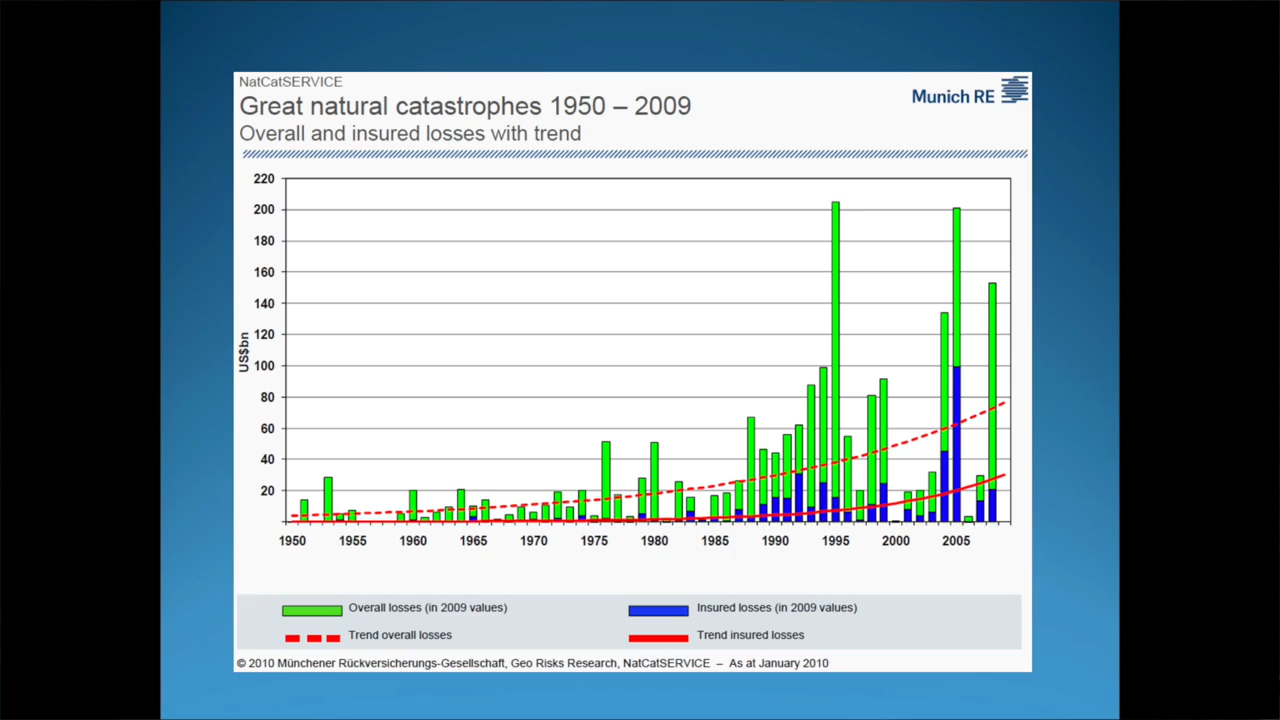 NatCatSERVICE
Great natural catastrophes 1950 – 2009
Overall and insured losses with trend
Munich RE
220
200
180
160
140
120
100
80
60
40
20
US$bn
1950 1955 1960 1965 1970 1975 1980 1985 1990 1995 2000 2005
Overall losses (in 2009 values) Insured losses (in 2009 values)
Trend overall losses Trend insured losses
© 2010 Münchener Rückversicherungs-Gesellschaft, Geo Risks Research, NatCatSERVICE – As at January 2010